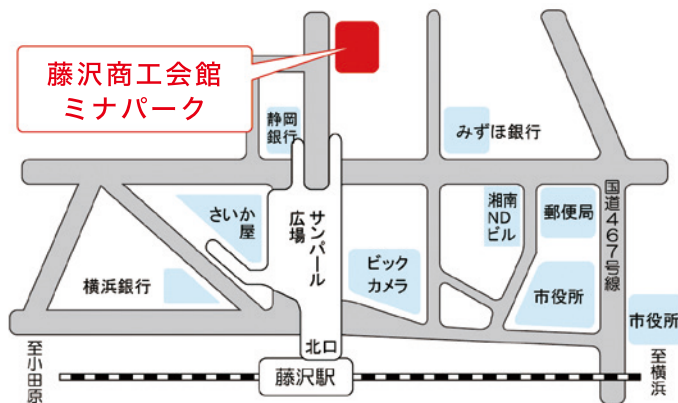 藤沢商工会館
ミナパーク
静岡
銀行
みずほ銀行
さいか
屋
サンパール
広場
湘南
ND
ビル
郵便局
国道467号線
横浜銀行
ビック
カメラ
市役所
市役所
北口
至小田原
藤沢駅
至横浜